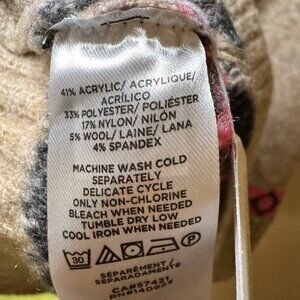 41% ACRYLIC/ ACRYLIQUE/
ACRÍLICO
33% POLYESTER/ POLIÉSTER
17% NYLON/ NILÓN
5% WOOL/ LAINE/ LANA
4% SPANDEX
MACHINE WASH COLD
SEPARATELY
DELICATE CYCLE
ONLY NON-CHLORINE
BLEACH WHEN NEEDED
TUMBLE DRY LOW
COOL IRON WHEN NEEDED
30
SÉPARÉMENT/
SEPARADAMENTE
CA#57421